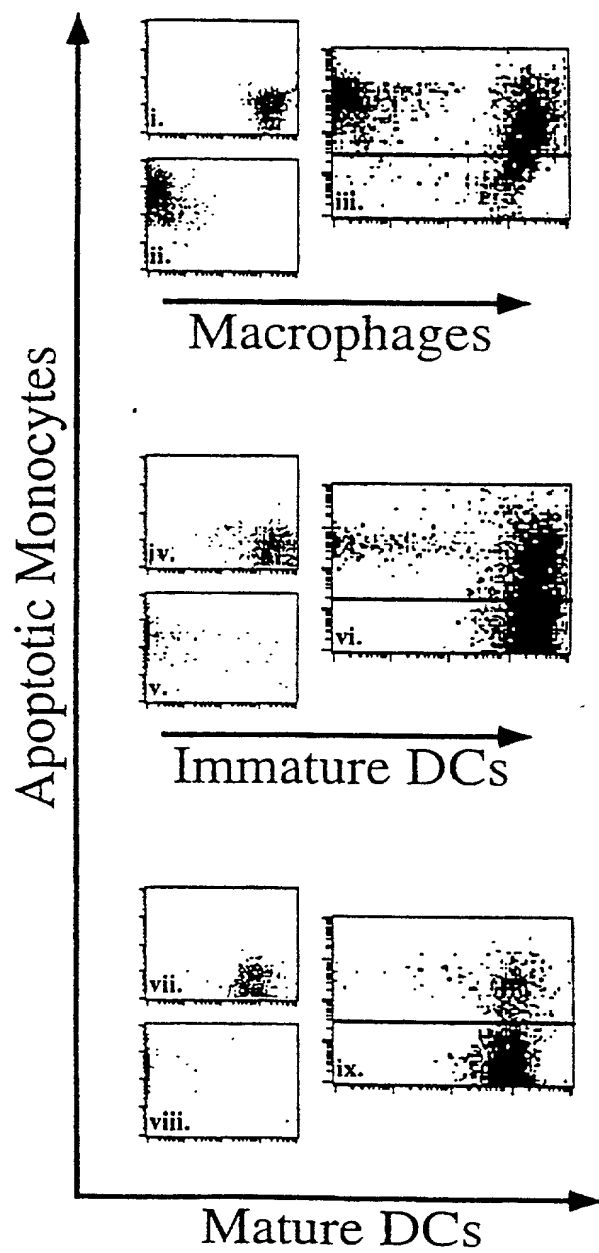 Apoptotic Monocytes
i.
ii.
iii.
Macrophages
iv.
v.
vi.
Immature DCs
vii.
viii.
ix.
Mature DCs